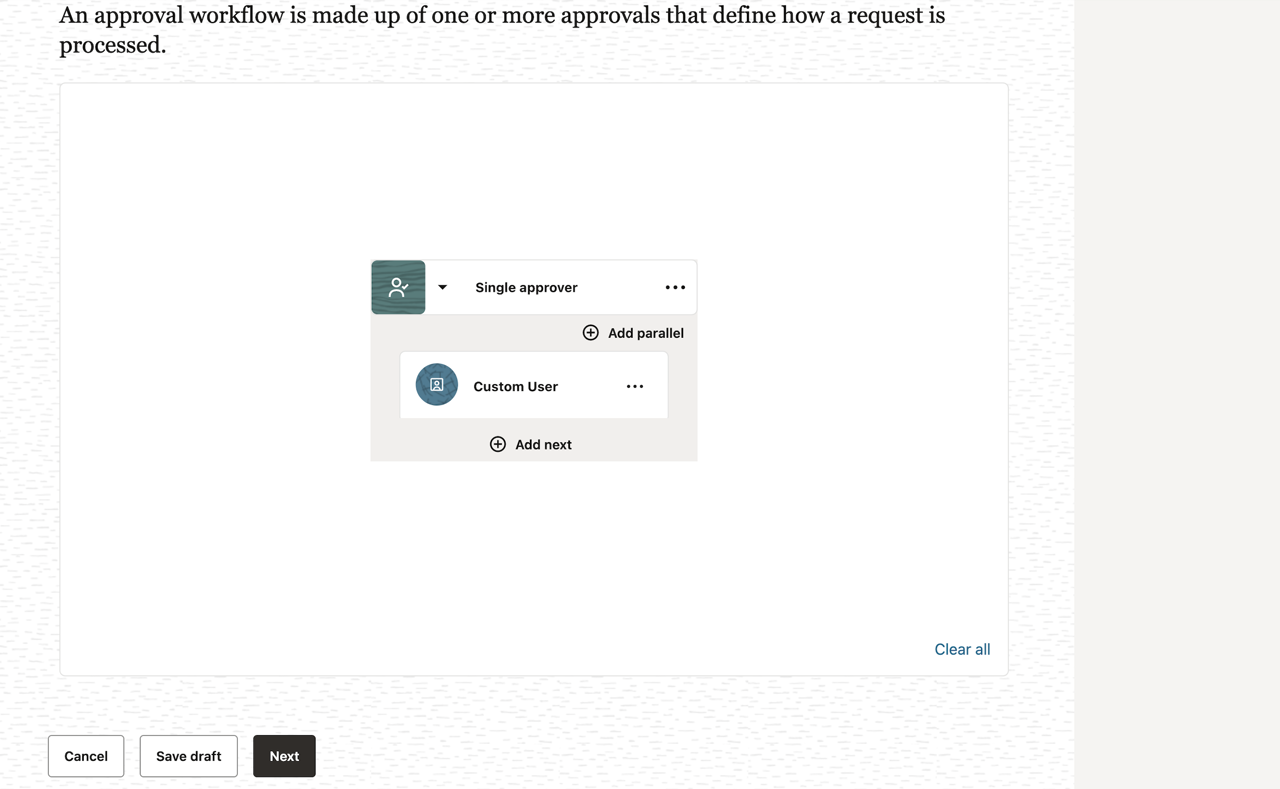 An approval workflow is made up of one or more approvals that define how a request is
processed.
Single approver
Add parallel
Custom User
Add next
Clear all
Cancel
Save draft
Next